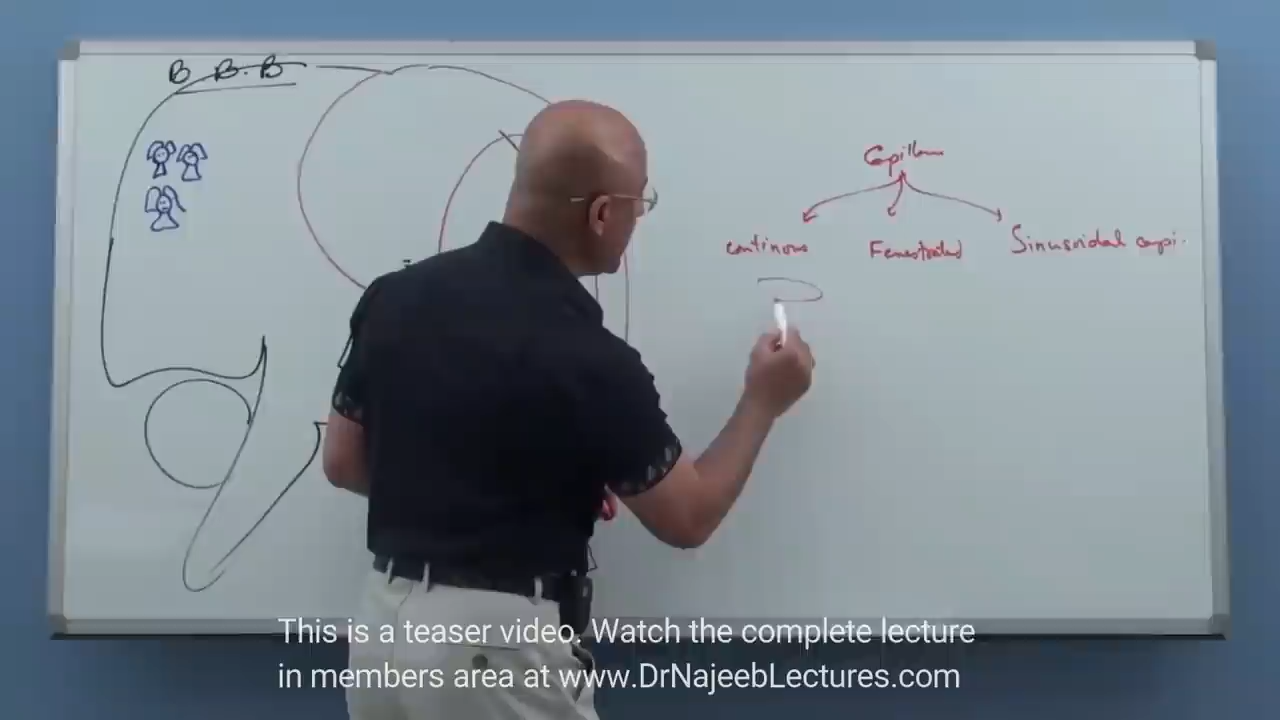 B B.B
Capillary
continous
Fenestrated
Sinusoidal capi.
This is a teaser video. Watch the complete lecture
in members area at www.DrNajeebLectures.com